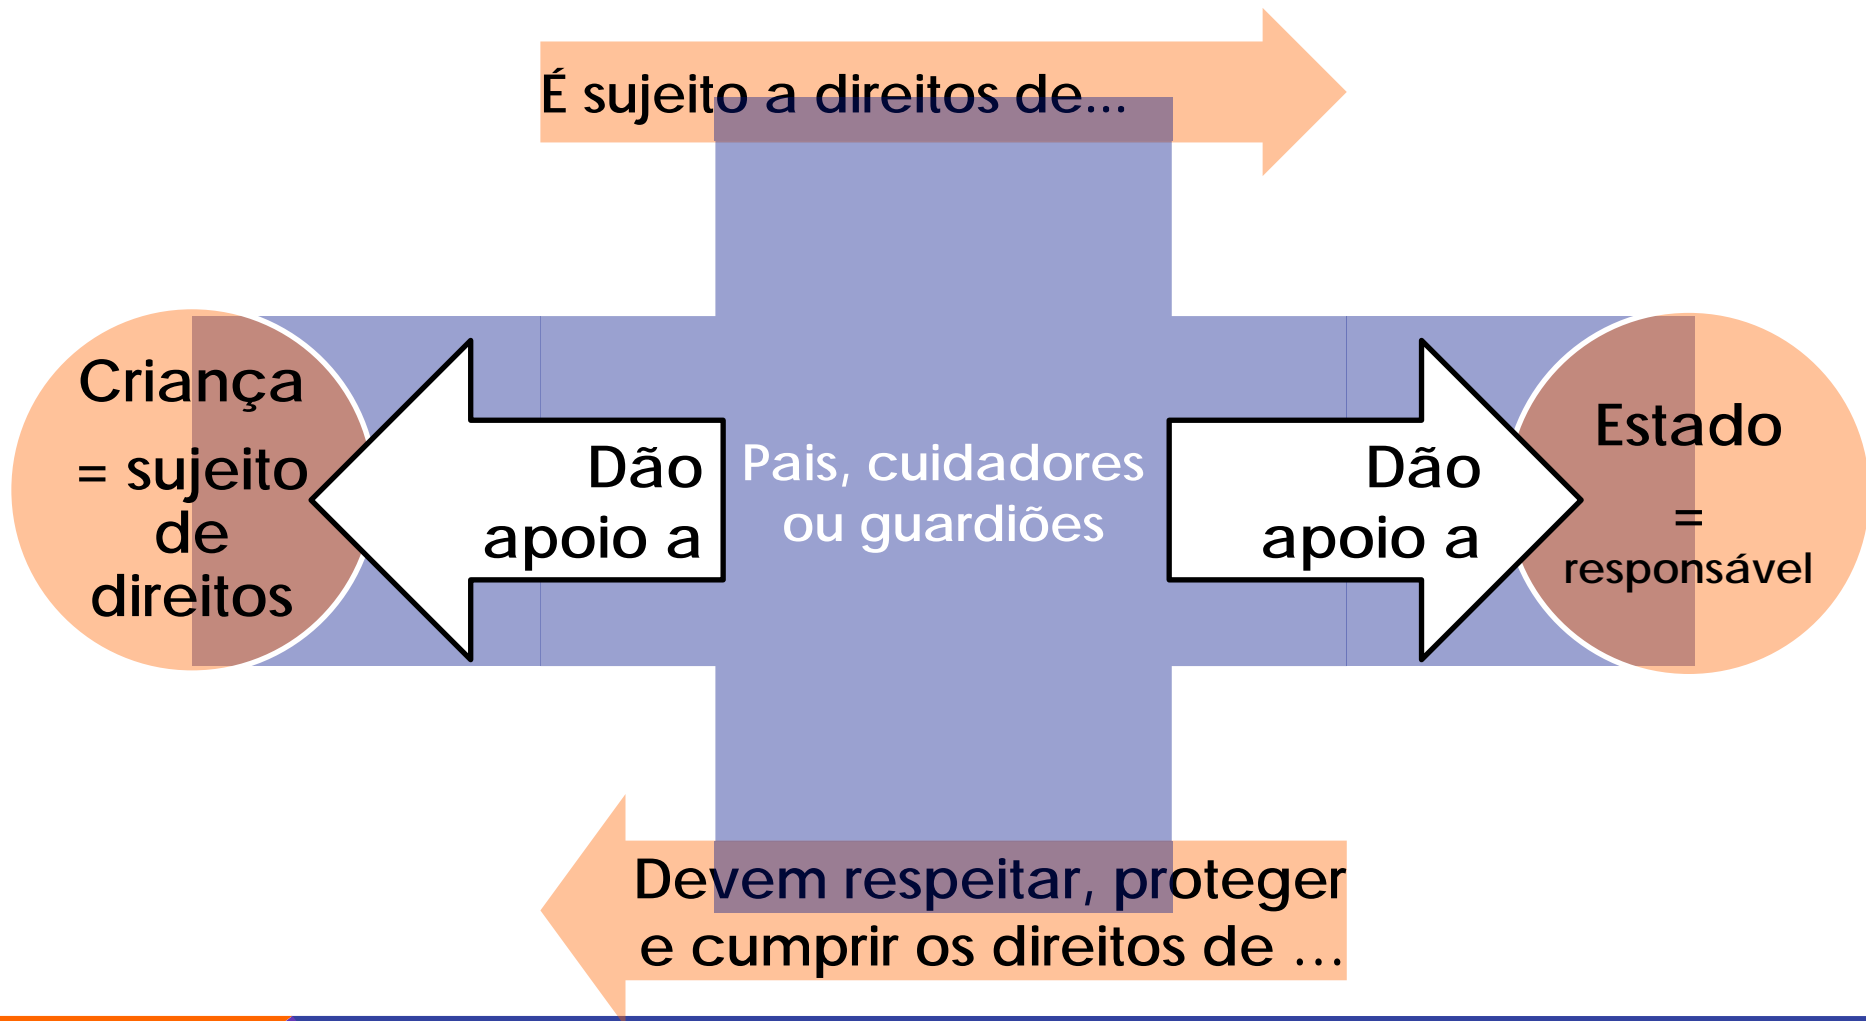 É sujeito a direitos de...
Criança
= sujeito
de
direitos
Dão
apoio a
Pais, cuidadores
ou guardiões
Dão
apoio a
Estado
=
responsável
Devem respeitar, proteger
e cumprir os direitos de ...